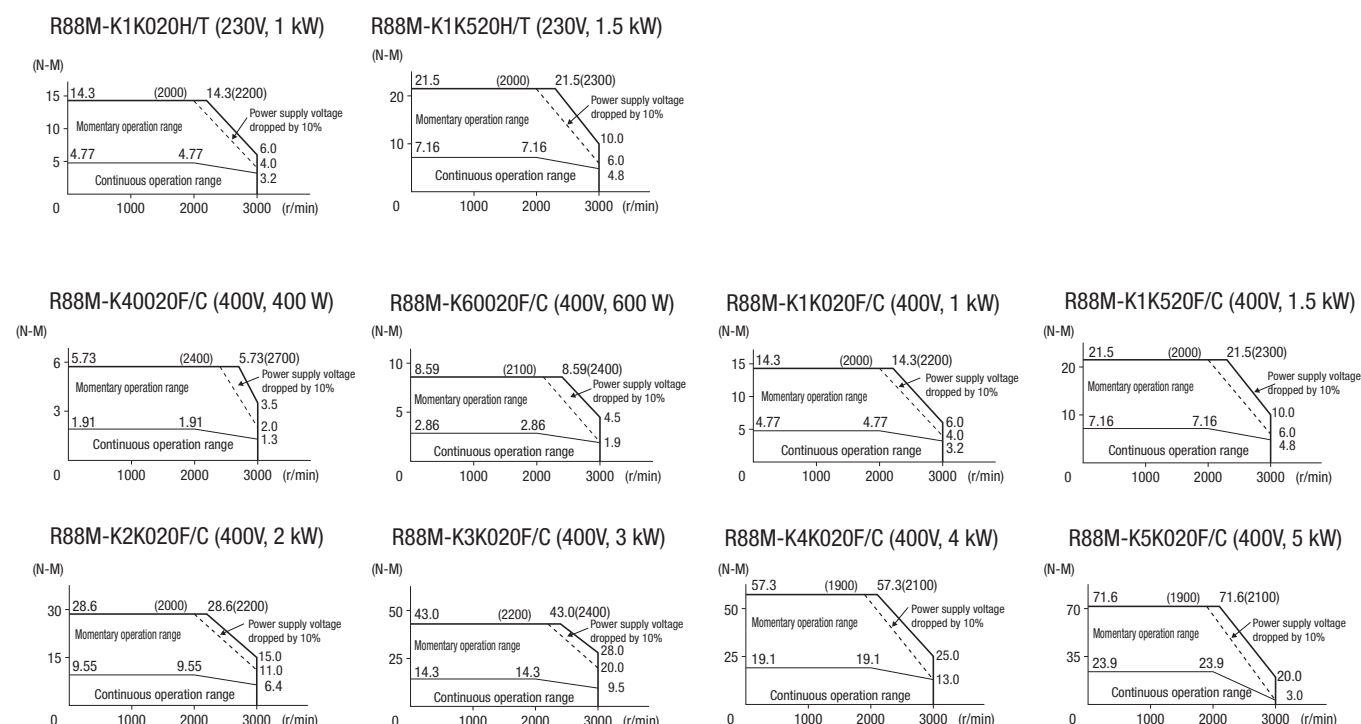 R88M-K1K020H/T (230V, 1 kW)
(N-M)
15
10
5
0
14.3
(2000)
14.3(2200)
Power supply voltage
dropped by 10%
Momentary operation range
6.0
4.77
4.77
4.0
3.2
Continuous operation range
1000
2000
3000
(r/min)
R88M-K1K520H/T (230V, 1.5 kW)
(N-M)
20
10
0
21.5
(2000)
21.5(2300)
Power supply voltage
dropped by 10%
Momentary operation range
10.0
7.16
7.16
6.0
4.8
Continuous operation range
1000
2000
3000
(r/min)
R88M-K40020F/C (400V, 400 W)
(N-M)
6
3
0
5.73
(2400)
5.73(2700)
Power supply voltage
dropped by 10%
Momentary operation range
3.5
1.91
1.91
2.0
1.3
Continuous operation range
1000
2000
3000
(r/min)
R88M-K60020F/C (400V, 600 W)
(N-M)
10
5
0
8.59
(2100)
8.59(2400)
Power supply voltage
dropped by 10%
Momentary operation range
4.5
2.86
2.86
1.9
Continuous operation range
1000
2000
3000
(r/min)
R88M-K1K020F/C (400V, 1 kW)
(N-M)
15
10
5
0
14.3
(2000)
14.3(2200)
Power supply voltage
dropped by 10%
Momentary operation range
6.0
4.77
4.77
4.0
3.2
Continuous operation range
1000
2000
3000
(r/min)
R88M-K1K520F/C (400V, 1.5 kW)
(N-M)
20
10
0
21.5
(2000)
21.5(2300)
Power supply voltage
dropped by 10%
Momentary operation range
10.0
7.16
7.16
6.0
4.8
Continuous operation range
1000
2000
3000
(r/min)
R88M-K2K020F/C (400V, 2 kW)
(N-M)
30
15
0
28.6
(2000)
28.6(2200)
Power supply voltage
dropped by 10%
Momentary operation range
15.0
11.0
9.55
9.55
6.4
Continuous operation range
1000
2000
3000
(r/min)
R88M-K3K020F/C (400V, 3 kW)
(N-M)
50
25
0
43.0
(2200)
43.0(2400)
Power supply voltage
dropped by 10%
Momentary operation range
28.0
20.0
14.3
14.3
9.5
Continuous operation range
1000
2000
3000
(r/min)
R88M-K4K020F/C (400V, 4 kW)
(N-M)
50
25
0
57.3
(1900)
57.3(2100)
Power supply voltage
dropped by 10%
Momentary operation range
25.0
19.1
19.1
13.0
Continuous operation range
1000
2000
3000
(r/min)
R88M-K5K020F/C (400V, 5 kW)
(N-M)
70
35
0
71.6
(1900)
71.6(2100)
Power supply voltage
dropped by 10%
Momentary operation range
23.9
23.9
20.0
3.0
Continuous operation range
1000
2000
3000
(r/min)